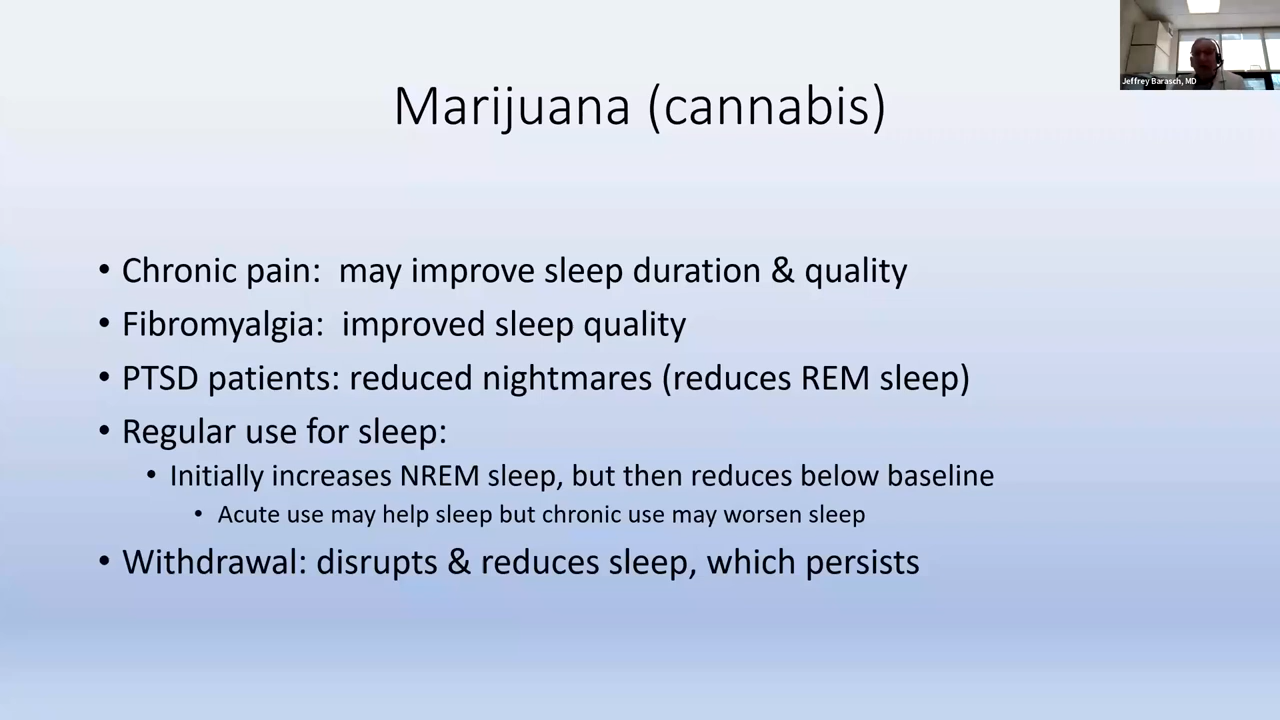 Jeffrey Barasch, MD
Marijuana (cannabis)
• Chronic pain:  may improve sleep duration & quality
• Fibromyalgia:  improved sleep quality
• PTSD patients: reduced nightmares (reduces REM sleep)
• Regular use for sleep:
• Initially increases NREM sleep, but then reduces below baseline
• Acute use may help sleep but chronic use may worsen sleep
• Withdrawal: disrupts & reduces sleep, which persists